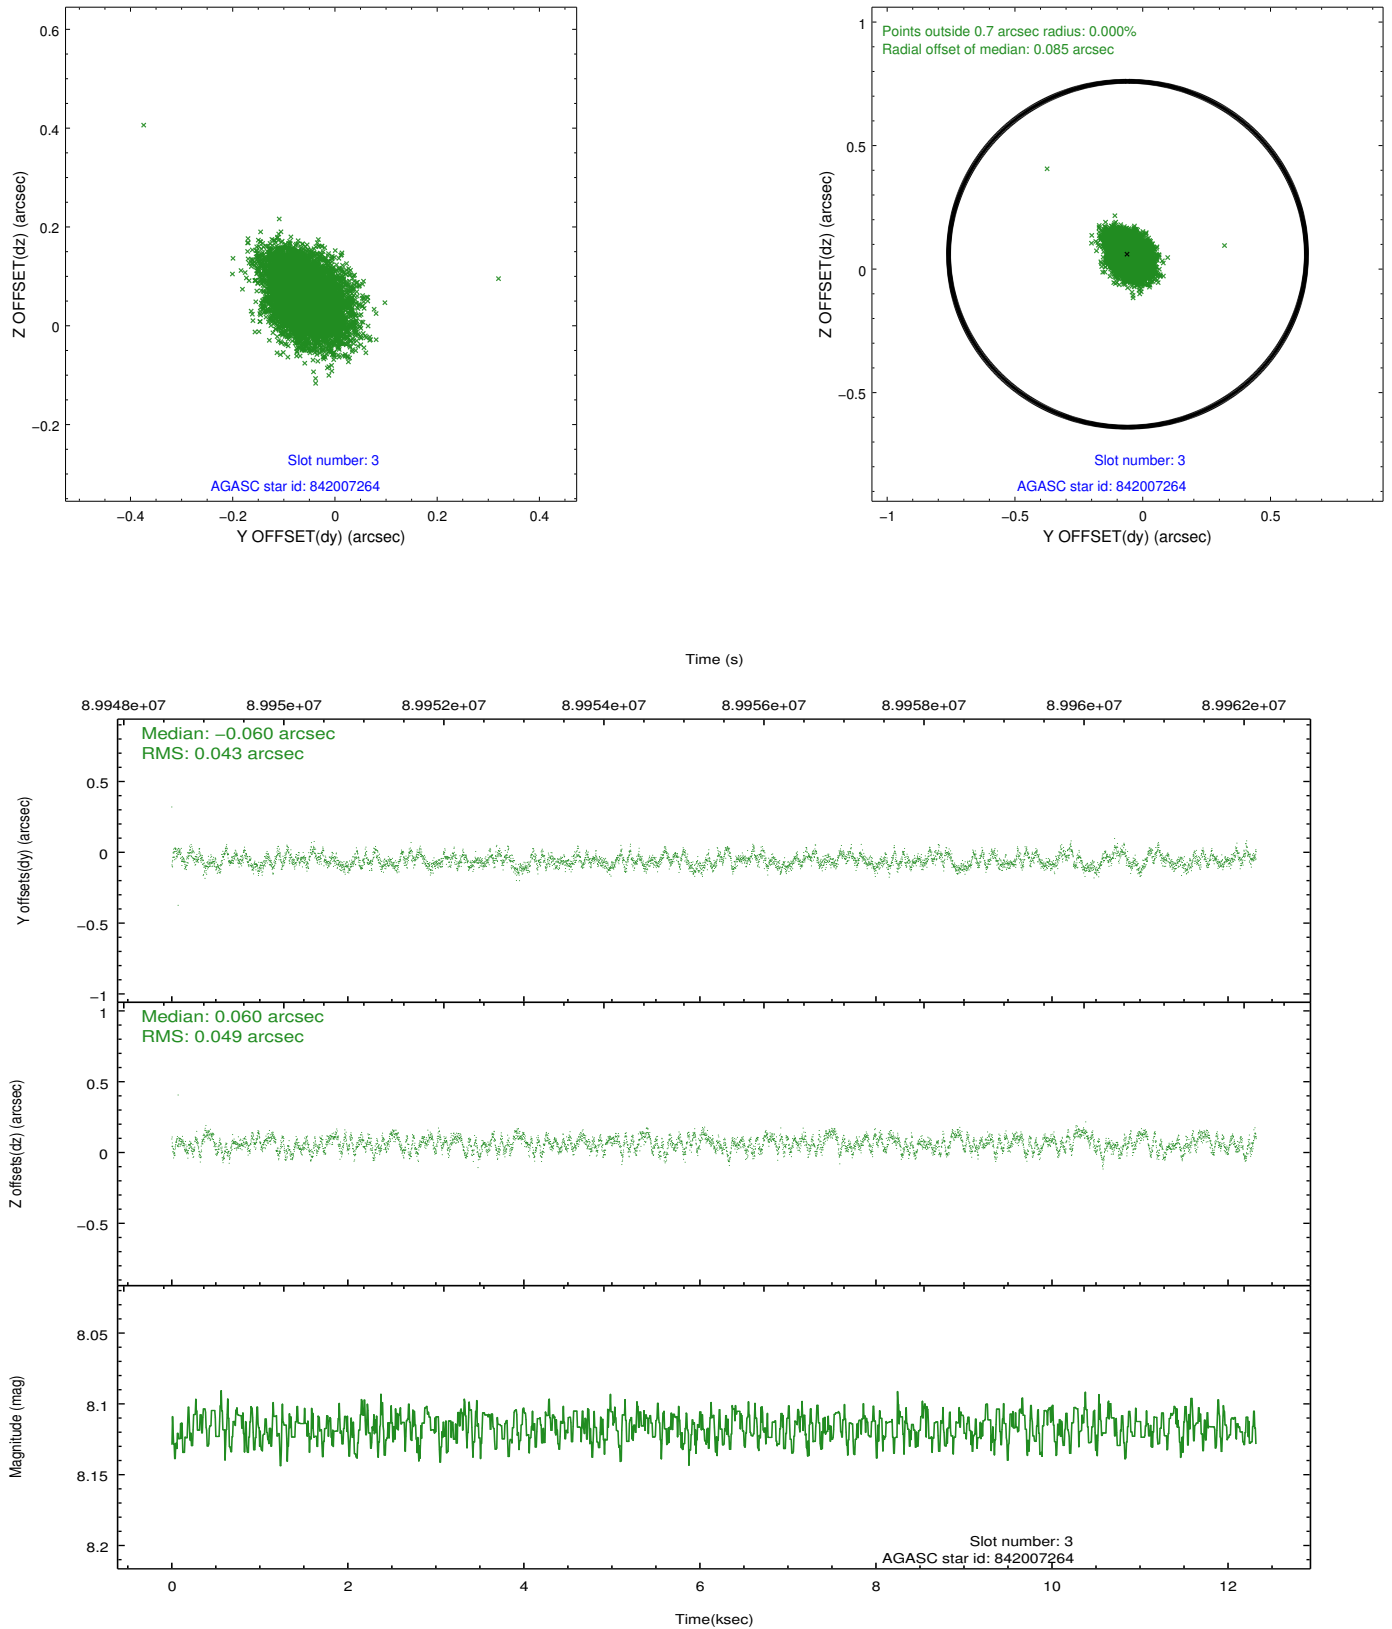 0.6
0.4
0.2
0
−0.2
Z OFFSET(dz) (arcsec)
Slot number: 3
AGASC star id: 842007264
−0.4 −0.2 0 0.2 0.4
Y OFFSET(dy) (arcsec)
Points outside 0.7 arcsec radius: 0.000%
Radial offset of median: 0.085 arcsec
1
0.5
0
−0.5
Z OFFSET(dz) (arcsec)
Slot number: 3
AGASC star id: 842007264
−1 −0.5 0 0.5
Y OFFSET(dy) (arcsec)
Time (s)
8.9948e+07 8.995e+07 8.9952e+07 8.9954e+07 8.9956e+07 8.9958e+07 8.996e+07 8.9962e+07
Median: −0.060 arcsec
RMS: 0.043 arcsec
0.5
0
−0.5
−1
Y offsets(dy) (arcsec)
Median: 0.060 arcsec
RMS: 0.049 arcsec
1
0.5
0
−0.5
Z offsets(dz) (arcsec)
8.05
8.1
8.15
8.2
Magnitude (mag)
Slot number: 3
AGASC star id: 842007264
0 2 4 6 8 10 12
Time(ksec)